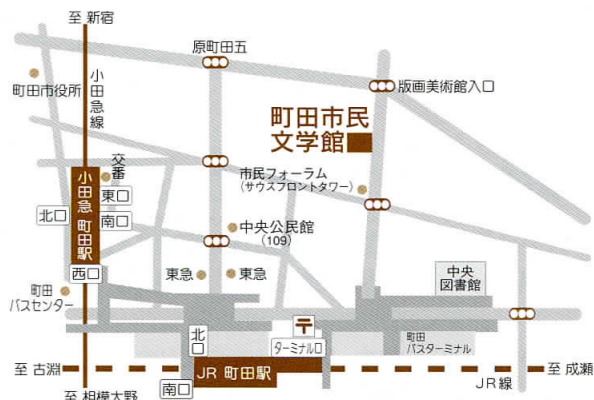 至 新宿
原町田五
町田市役所
小田急線
版画美術館入口
町田市民
文学館
交番
市民フォーラム
(サウスフロントタワー)
小田急 町田駅
東口
北口
南口
中央公民館
(109)
西口
東急
東急
中央
図書館
町田
バスセンター
〒
北口
ターミナル口
町田
バスターミナル
至 古淵
JR 町田駅
至 成瀬
JR線
南口
至 相模大野